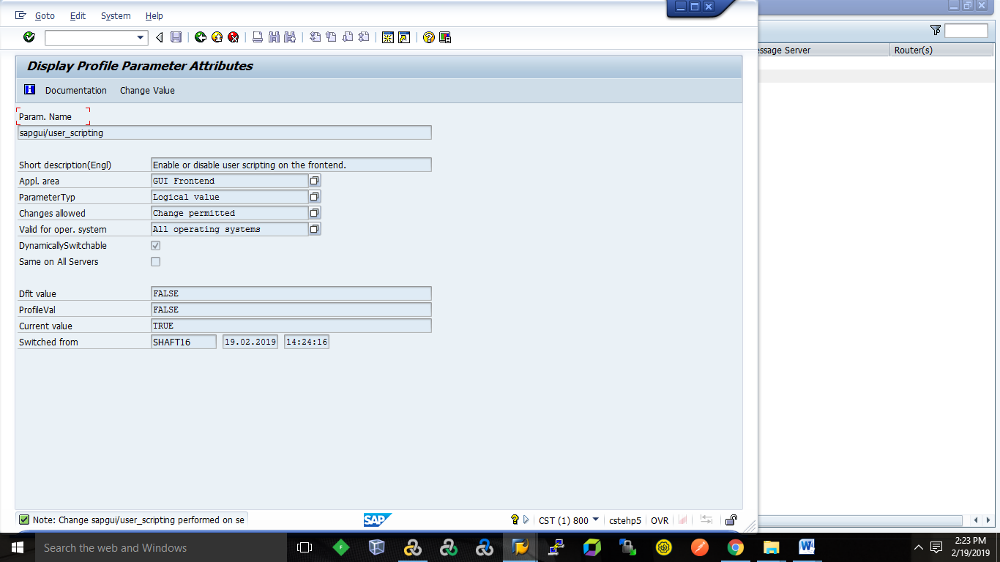 Goto Edit System Help
Display Profile Parameter Attributes
Documentation Change Value
Param. Name
sapgui/user_scripting
Short description(Engl) Enable or disable user scripting on the frontend.
Appl. area GUI Frontend
ParameterTyp Logical value
Changes allowed Change permitted
Valid for oper. system All operating systems
DynamicallySwitchable
Same on All Servers
Dflt value FALSE
ProfileVal FALSE
Current value TRUE
Switched from SHAFT16 19.02.2019 14:24:16
Note: Change sapgui/user_scripting performed on se
SAP
CST (1) 800 cstehp5 OVR
essage Server Router(s)
Search the web and Windows
2:23 PM
2/19/2019